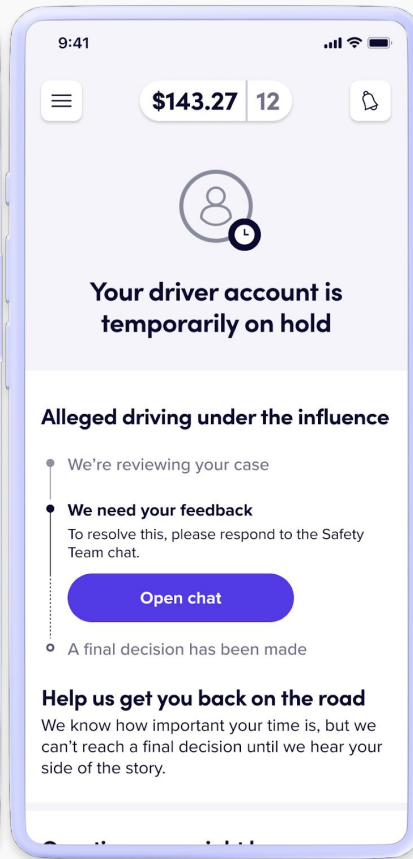 9:41
$143.27 12
Your driver account is
temporarily on hold
Alleged driving under the influence
We're reviewing your case
We need your feedback
To resolve this, please respond to the Safety
Team chat.
Open chat
A final decision has been made
Help us get you back on the road
We know how important your time is, but we
can't reach a final decision until we hear your
side of the story.